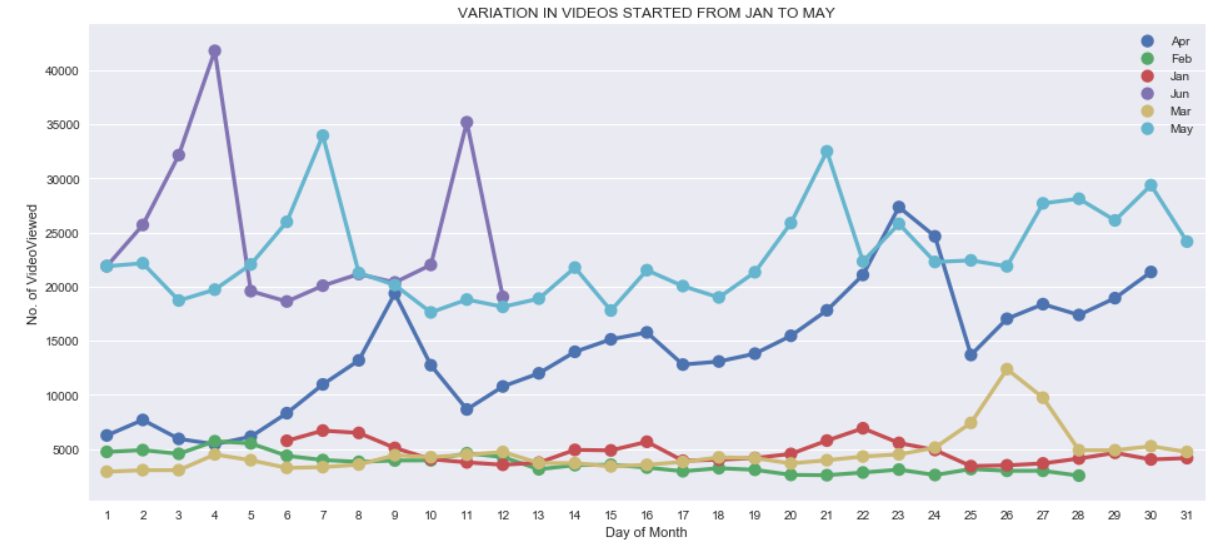 VARIATION IN VIDEOS STARTED FROM JAN TO MAY
Apr
Feb
Jan
Jun
Mar
May
No. of VideoViewed
40000
35000
30000
25000
20000
15000
10000
5000
1 2 3 4 5 6 7 8 9 10 11 12 13 14 15 16 17 18 19 20 21 22 23 24 25 26 27 28 29 30 31
Day of Month